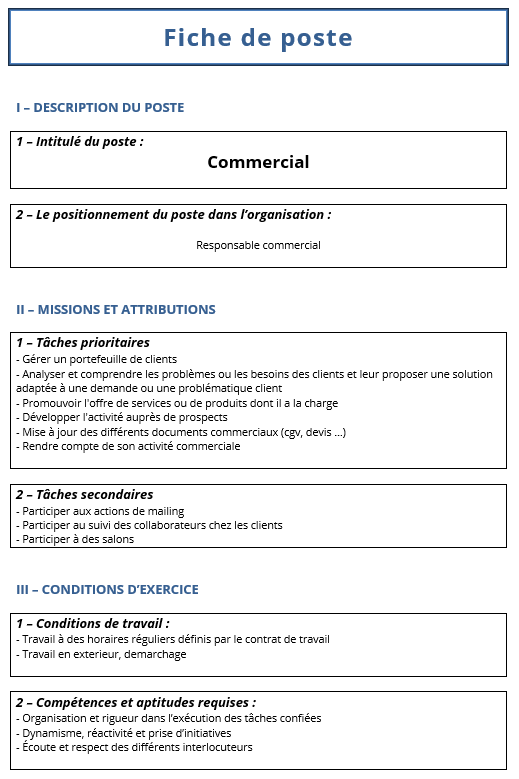 Fiche de poste
I – DESCRIPTION DU POSTE
1 – Intitulé du poste :
Commercial
2 – Le positionnement du poste dans l’organisation :
Responsable commercial
II – MISSIONS ET ATTRIBUTIONS
1 – Tâches prioritaires
- Gérer un portefeuille de clients
- Analyser et comprendre les problèmes ou les besoins des clients et leur proposer une solution
adaptée à une demande ou une problématique client
- Promouvoir l'offre de services ou de produits dont il a la charge
- Développer l'activité auprès de prospects
- Mise à jour des différents documents commerciaux (cgv, devis ...)
- Rendre compte de son activité commerciale
2 – Tâches secondaires
- Participer aux actions de mailing
- Participer au suivi des collaborateurs chez les clients
- Participer à des salons
III – CONDITIONS D’EXERCICE
1 – Conditions de travail :
- Travail à des horaires réguliers définis par le contrat de travail
- Travail en exterieur, demarchage
2 – Compétences et aptitudes requises :
- Organisation et rigueur dans l’exécution des tâches confiées
- Dynamisme, réactivité et prise d’initiatives
- Écoute et respect des différents interlocuteurs